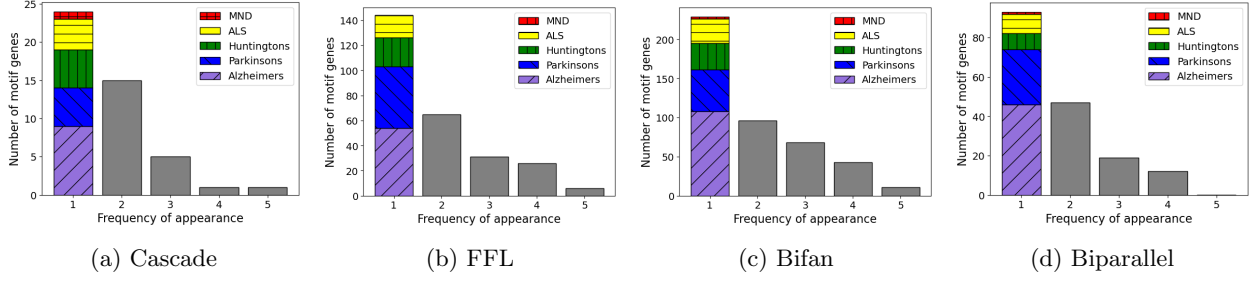 25
20
15
10
5
0
Number of motif genes
MND
ALS
Huntingtons
Parkinsons
Alzheimers
1 2 3 4 5
Frequency of appearance
(a) Cascade
140
120
100
80
60
40
20
0
Number of motif genes
MND
ALS
Huntingtons
Parkinsons
Alzheimers
1 2 3 4 5
Frequency of appearance
(b) FFL
200
150
100
50
0
Number of motif genes
MND
ALS
Huntingtons
Parkinsons
Alzheimers
1 2 3 4 5
Frequency of appearance
(c) Bifan
80
60
40
20
0
Number of motif genes
MND
ALS
Huntingtons
Parkinsons
Alzheimers
1 2 3 4 5
Frequency of appearance
(d) Biparallel